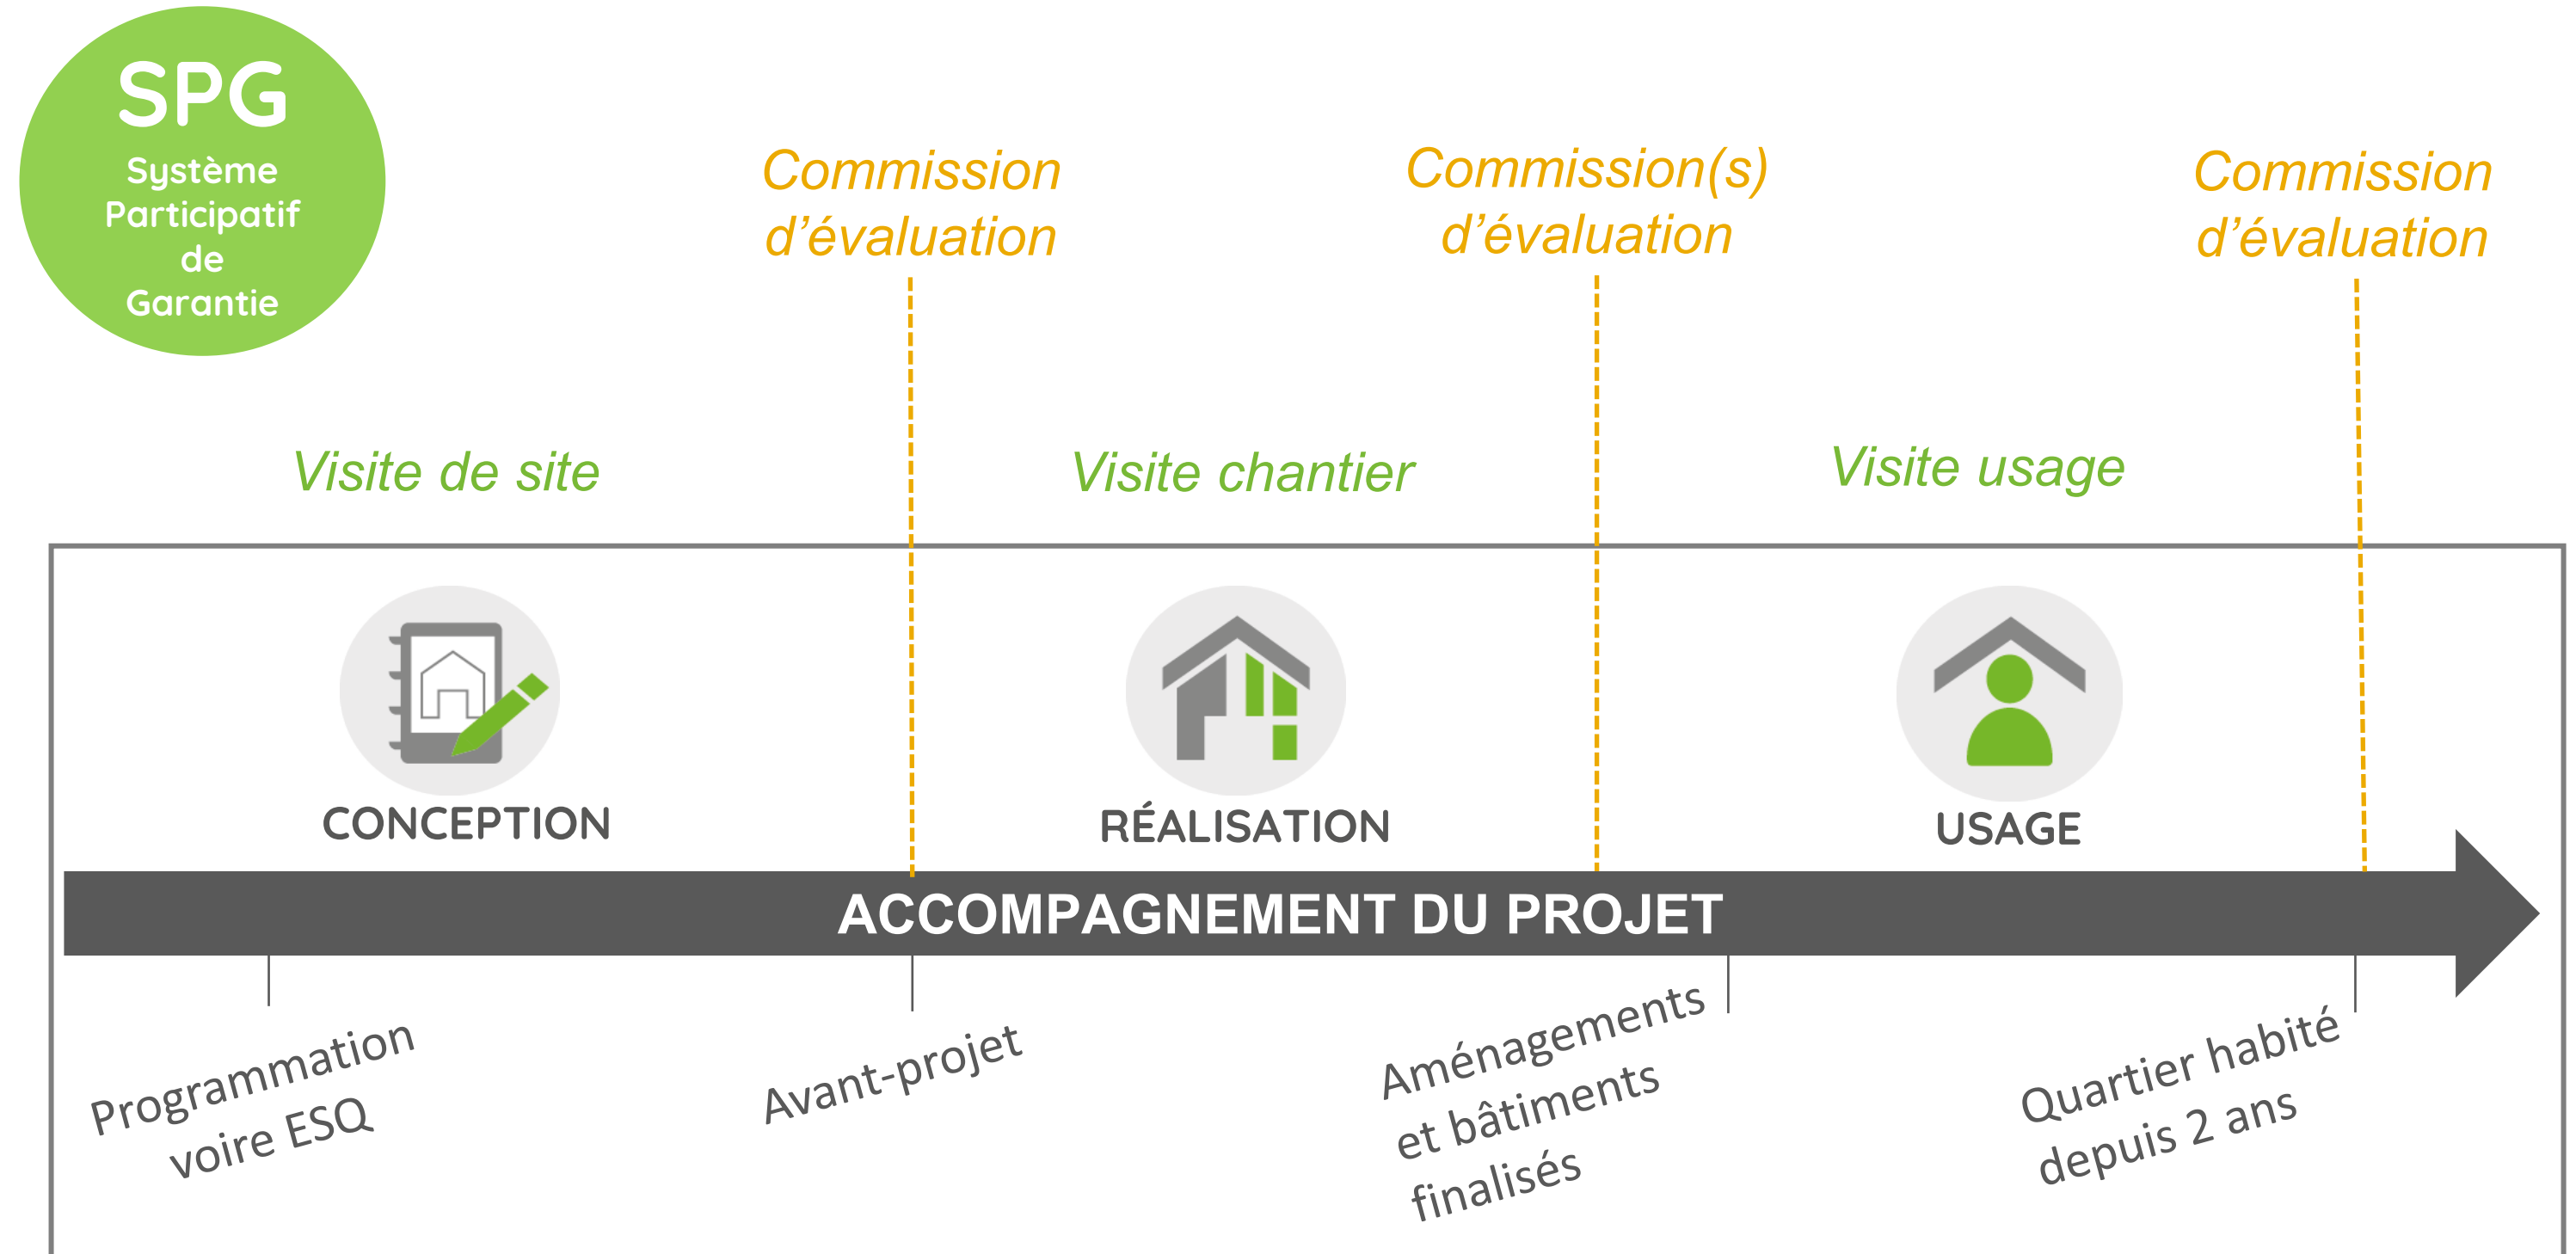 SPG
Système
Participatif
de
Garantie
Commission
d’évaluation
Commission(s)
d’évaluation
Commission
d’évaluation
Visite de site
Visite chantier
Visite usage
CONCEPTION
RÉALISATION
USAGE
ACCOMPAGNEMENT DU PROJET
Programmation
voire ESQ
Avant-projet
Aménagements
et bâtiments
finalisés
Quartier habité
depuis 2 ans